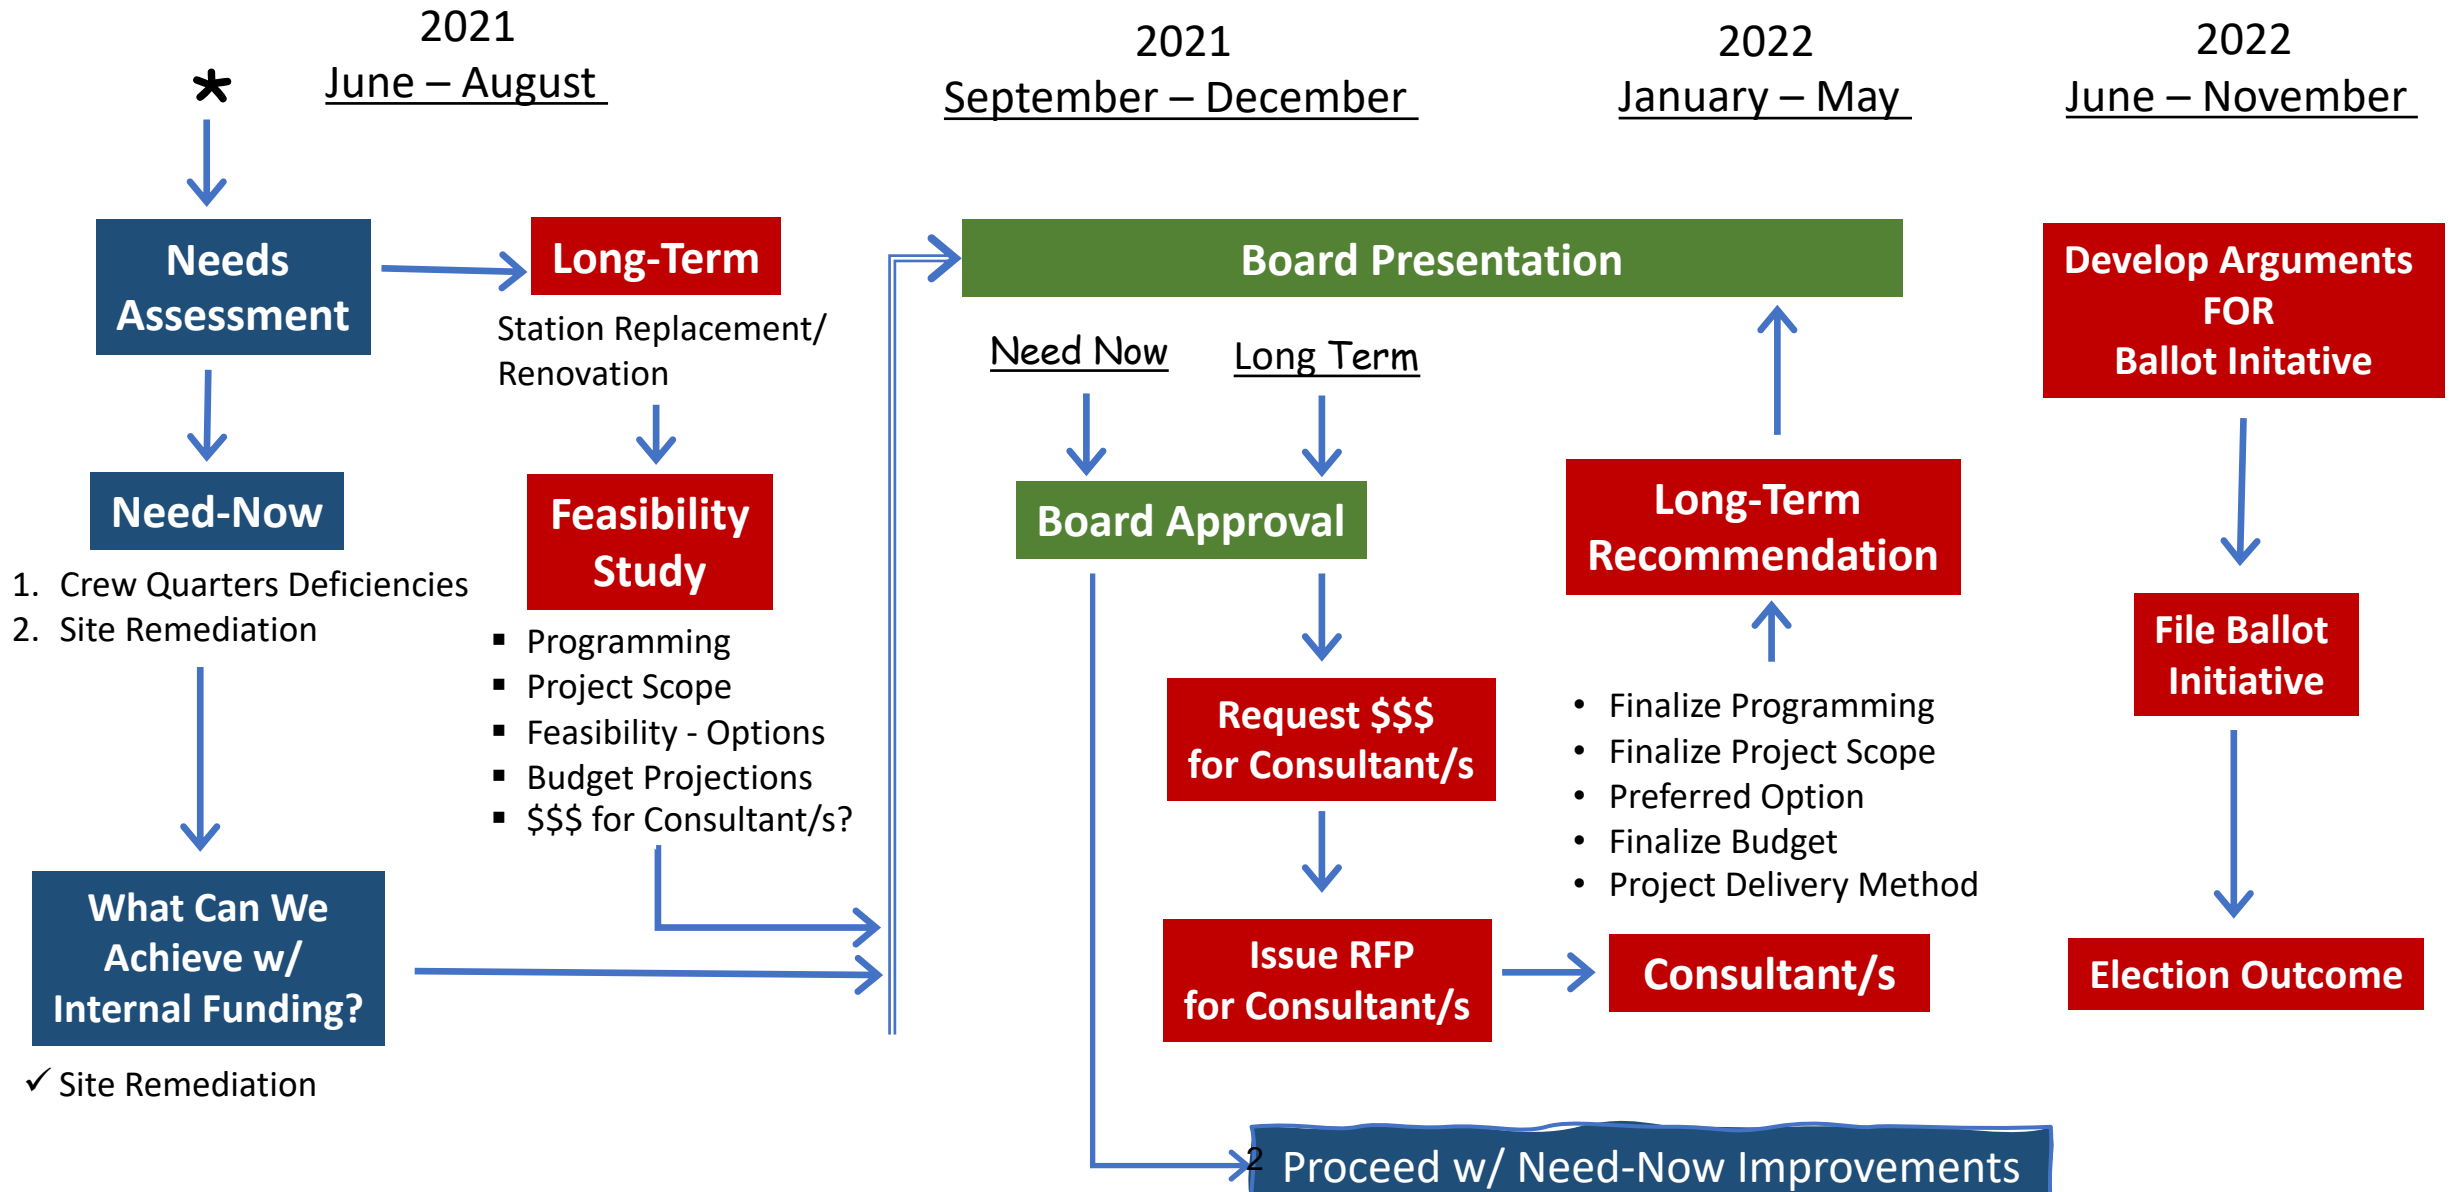 2021
June – August
*
Needs
Assessment
Long-Term
Station Replacement/
Renovation
Need-Now
1. Crew Quarters Deficiencies
2. Site Remediation
Feasibility
Study
▪ Programming
▪ Project Scope
▪ Feasibility - Options
▪ Budget Projections
▪ $$$ for Consultant/s?
What Can We
Achieve w/
Internal Funding?
✓ Site Remediation
2021
September – December
2022
January – May
Board Presentation
Need Now
Long Term
Board Approval
Request $$$
for Consultant/s
Issue RFP
for Consultant/s
Long-Term
Recommendation
• Finalize Programming
• Finalize Project Scope
• Preferred Option
• Finalize Budget
• Project Delivery Method
Consultant/s
2
Proceed w/ Need-Now Improvements
2022
June – November
Develop Arguments
FOR
Ballot Initative
File Ballot
Initiative
Election Outcome